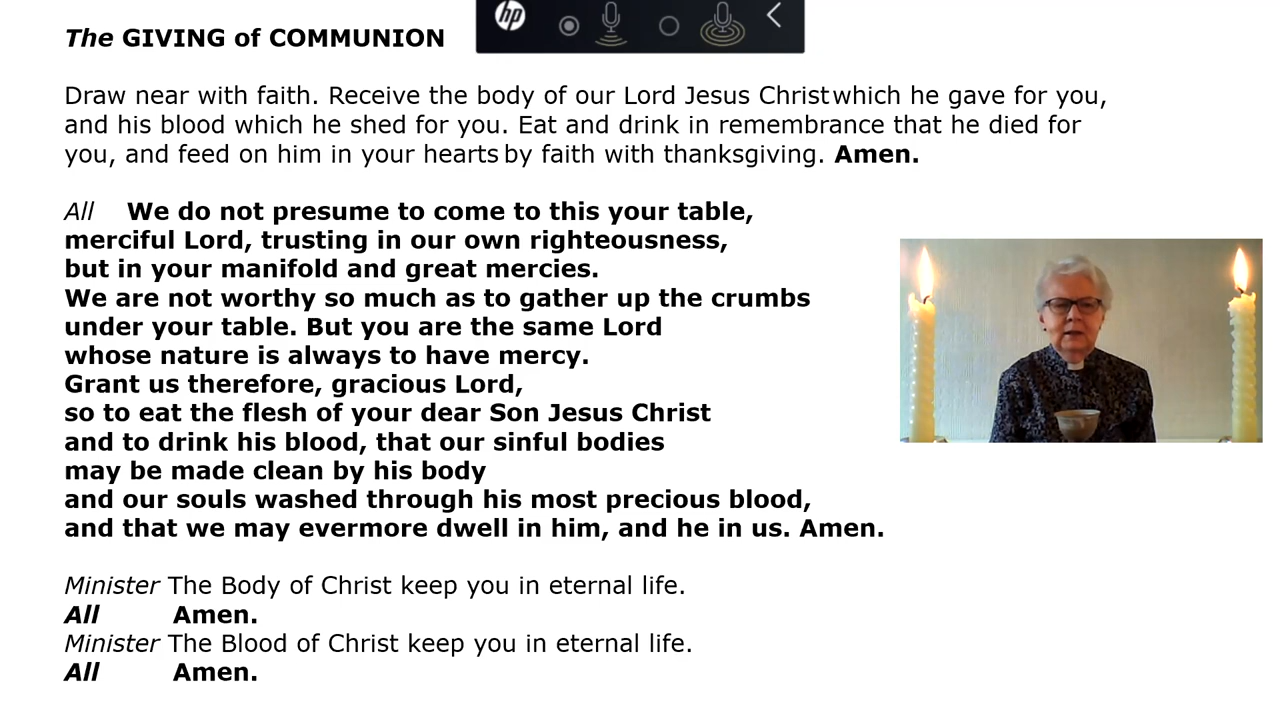 The GIVING of COMMUNION
hp
Draw near with faith. Receive the body of our Lord Jesus Christ which he gave for you,
and his blood which he shed for you. Eat and drink in remembrance that he died for
you, and feed on him in your hearts by faith with thanksgiving. Amen.
All We do not presume to come to this your table,
merciful Lord, trusting in our own righteousness,
but in your manifold and great mercies.
We are not worthy so much as to gather up the crumbs
under your table. But you are the same Lord
whose nature is always to have mercy.
Grant us therefore, gracious Lord,
so to eat the flesh of your dear Son Jesus Christ
and to drink his blood, that our sinful bodies
may be made clean by his body
and our souls washed through his most precious blood,
and that we may evermore dwell in him, and he in us. Amen.
Minister The Body of Christ keep you in eternal life.
All Amen.
Minister The Blood of Christ keep you in eternal life.
All Amen.